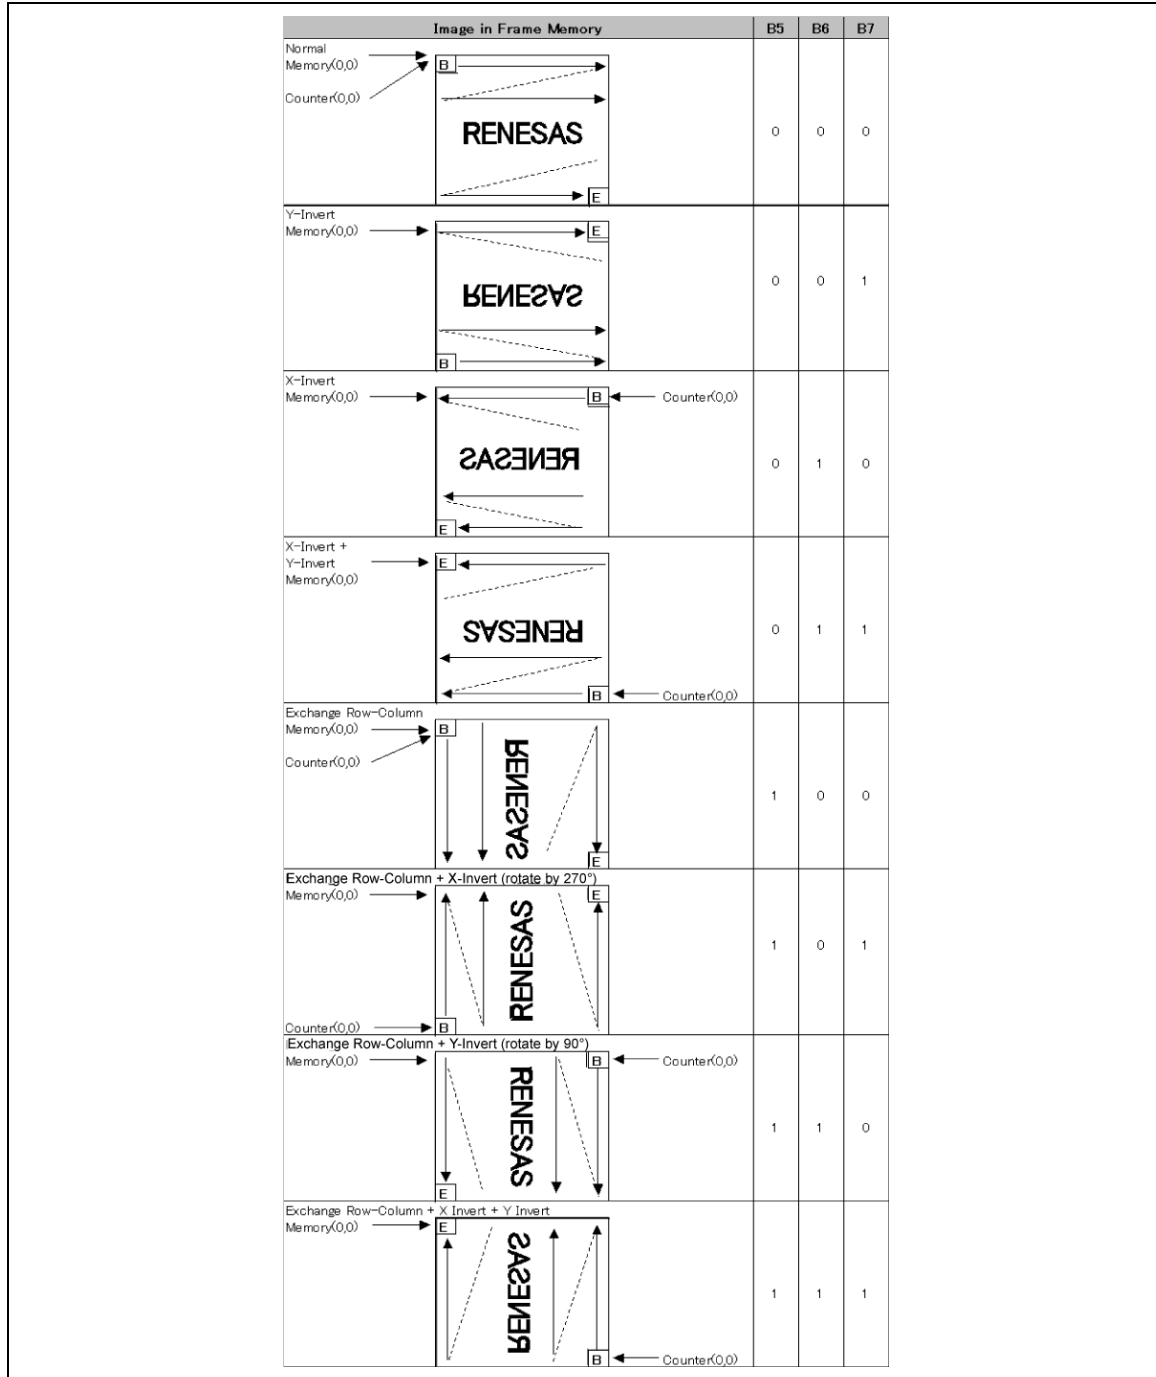 Image in Frame Memory B5 B6 B7
Normal
Memory(0,0)
B
Counter(0,0)
RENESAS
0 0 0
E
Y-Invert
Memory(0,0)
E
RENESAS
0 0 1
B
X-Invert
Memory(0,0)
B
Counter(0,0)
RENESAS
0 1 0
E
X-Invert +
Y-Invert
Memory(0,0)
E
RENESAS
0 1 1
B
Counter(0,0)
Exchange Row-Column
Memory(0,0)
B
Counter(0,0)
RENESAS
1 0 0
E
Exchange Row-Column + X-Invert (rotate by 270°)
Memory(0,0)
E
RENESAS
1 0 1
Counter(0,0)
B
Exchange Row-Column + Y-Invert (rotate by 90°)
Memory(0,0)
B
Counter(0,0)
RENESAS
1 1 0
E
Exchange Row-Column + X Invert + Y Invert
Memory(0,0)
E
RENESAS
1 1 1
B
Counter(0,0)